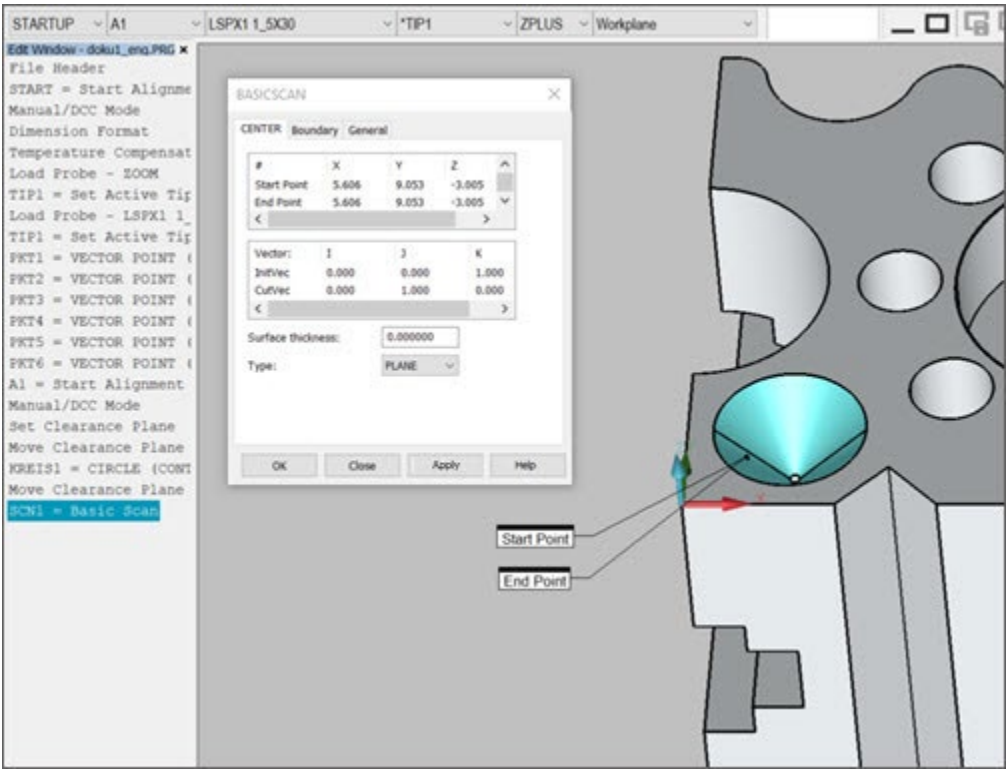 STARTUP A1 LSPX1 1_5X30 *TIP1 ZPLUS Workplane
Edit Window - doku1_eng.PRG ×
File Header
START = Start Alignme
Manual/DCC Mode
Dimension Format
Temperature Compensat
Load Probe - ZOOM
TIP1 = Set Active Tip
Load Probe - LSPX1 1_
TIP1 = Set Active Tip
PKT1 = VECTOR POINT (
PKT2 = VECTOR POINT (
PKT3 = VECTOR POINT (
PKT4 = VECTOR POINT (
PKT5 = VECTOR POINT (
PKT6 = VECTOR POINT (
A1 = Start Alignment
Manual/DCC Mode
Set Clearance Plane
Move Clearance Plane
KREIS1 = CIRCLE (CONT
Move Clearance Plane
SCN1 = Basic Scan
BASICSCAN
CENTER Boundary General
# X Y Z
Start Point 5.606 9.053 -3.005
End Point 5.606 9.053 -3.005
Vector: I J K
InitVec 0.000 0.000 1.000
CutVec 0.000 1.000 0.000
Surface thickness: 0.000000
Type: PLANE
OK Close Apply Help
X
Start Point
End Point